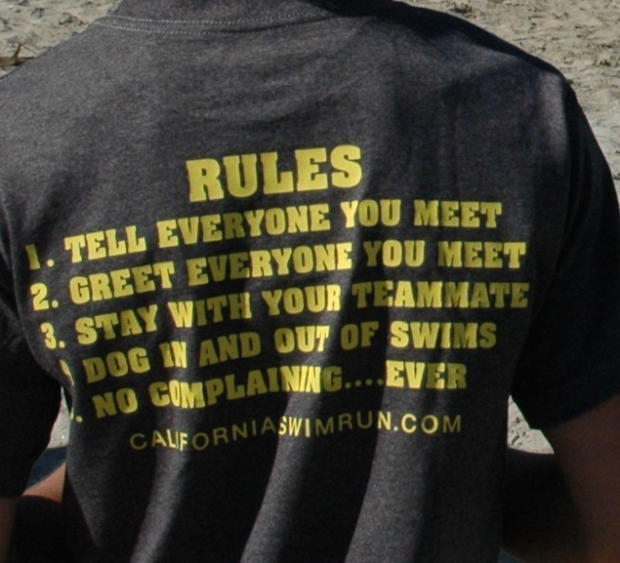 RULES
1. TELL EVERYONE YOU MEET
2. GREET EVERYONE YOU MEET
3. STAY WITH YOUR TEAMMATE
DOG IN AND OUT OF SWIMS
. NO COMPLAINING....EVER
CALIFORNIASWIMRUN.COM